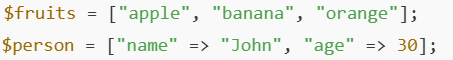 $fruits = ["apple", "banana", "orange"];
$person = ["name" => "John", "age" => 30];